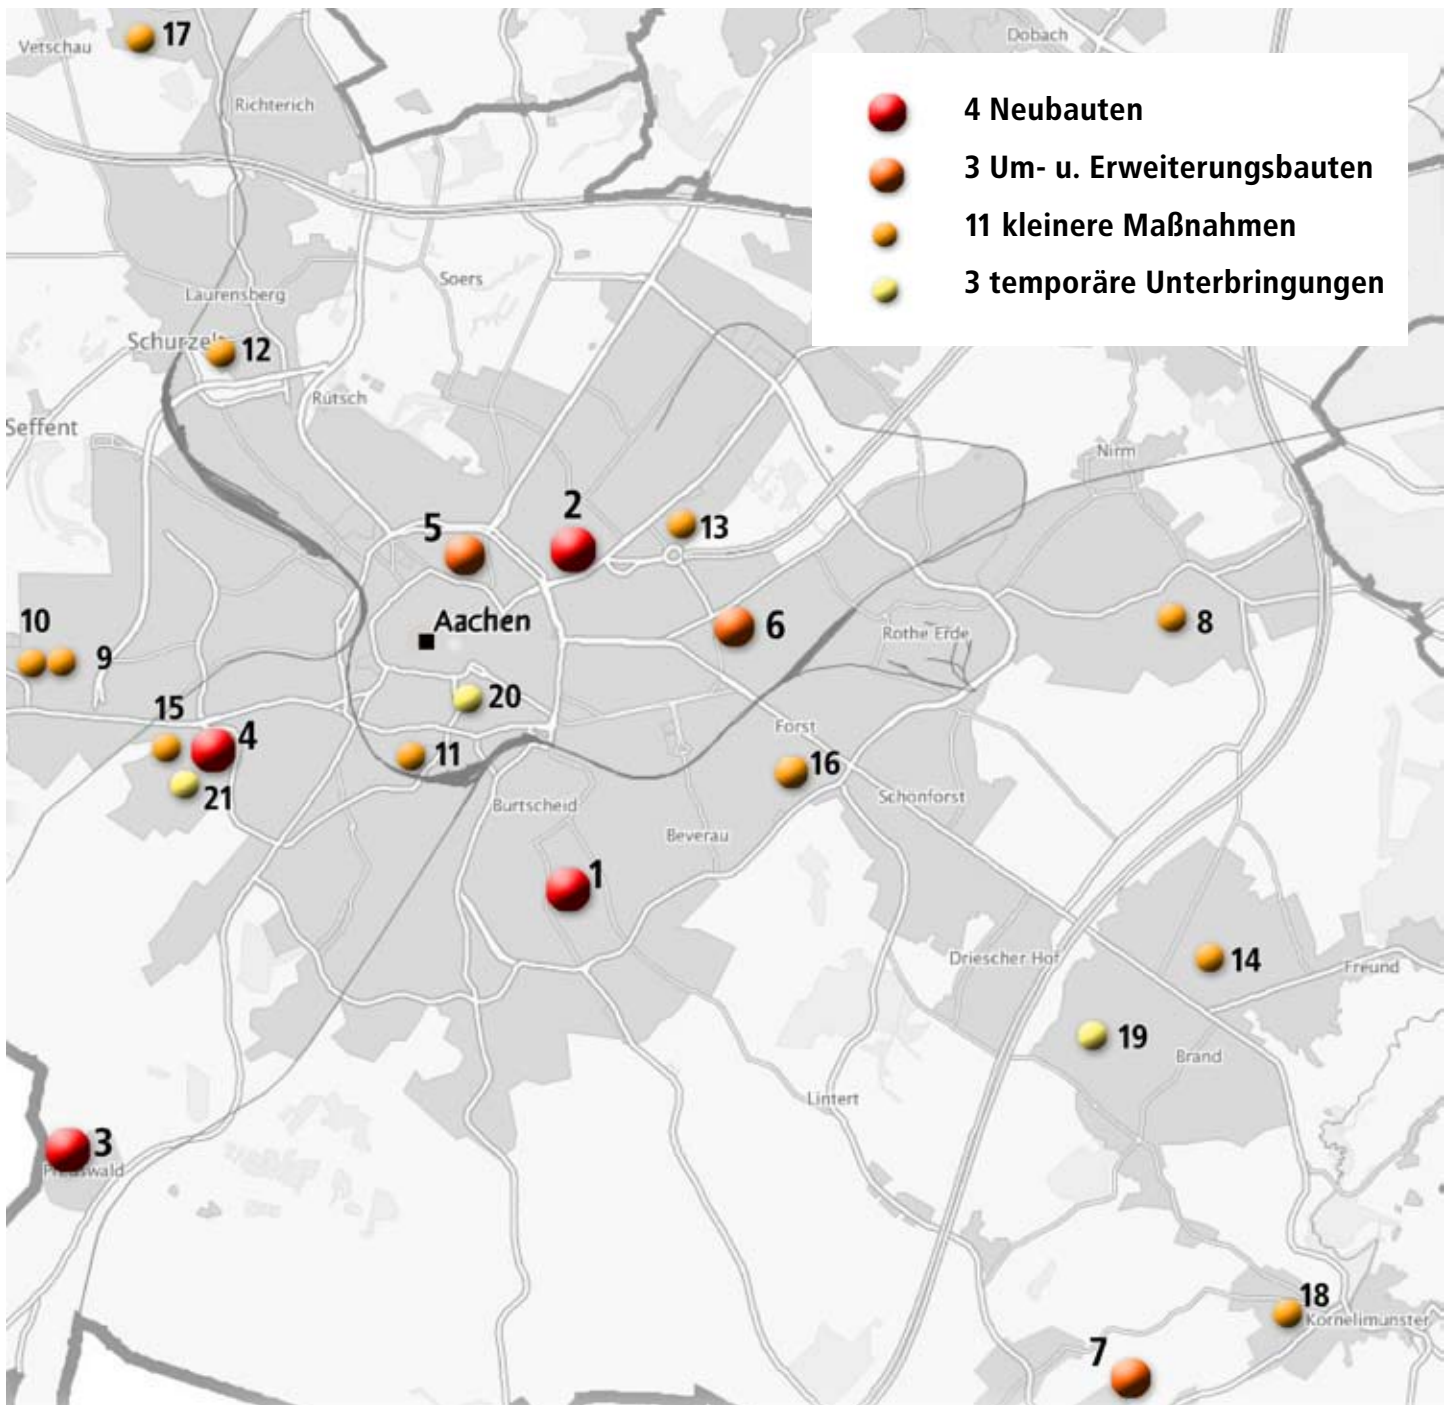 17
Vetschau
Dobach
Richterich
4 Neubauten
3 Um- u. Erweiterungsbauten
11 kleinere Maßnahmen
3 temporäre Unterbringungen
Soers
Laurensberg
Schurzelt
12
Rütsch
Seffent
Nirm
2
5
13
10
Aachen
6
8
Rothe Erde
9
20
15
4
Forst
11
16
21
Schönforst
Burtscheid
Beverau
1
Driescher Hof
14
Freund
19
Brand
Lintert
3
Preuswald
18
Kornelimünster
7